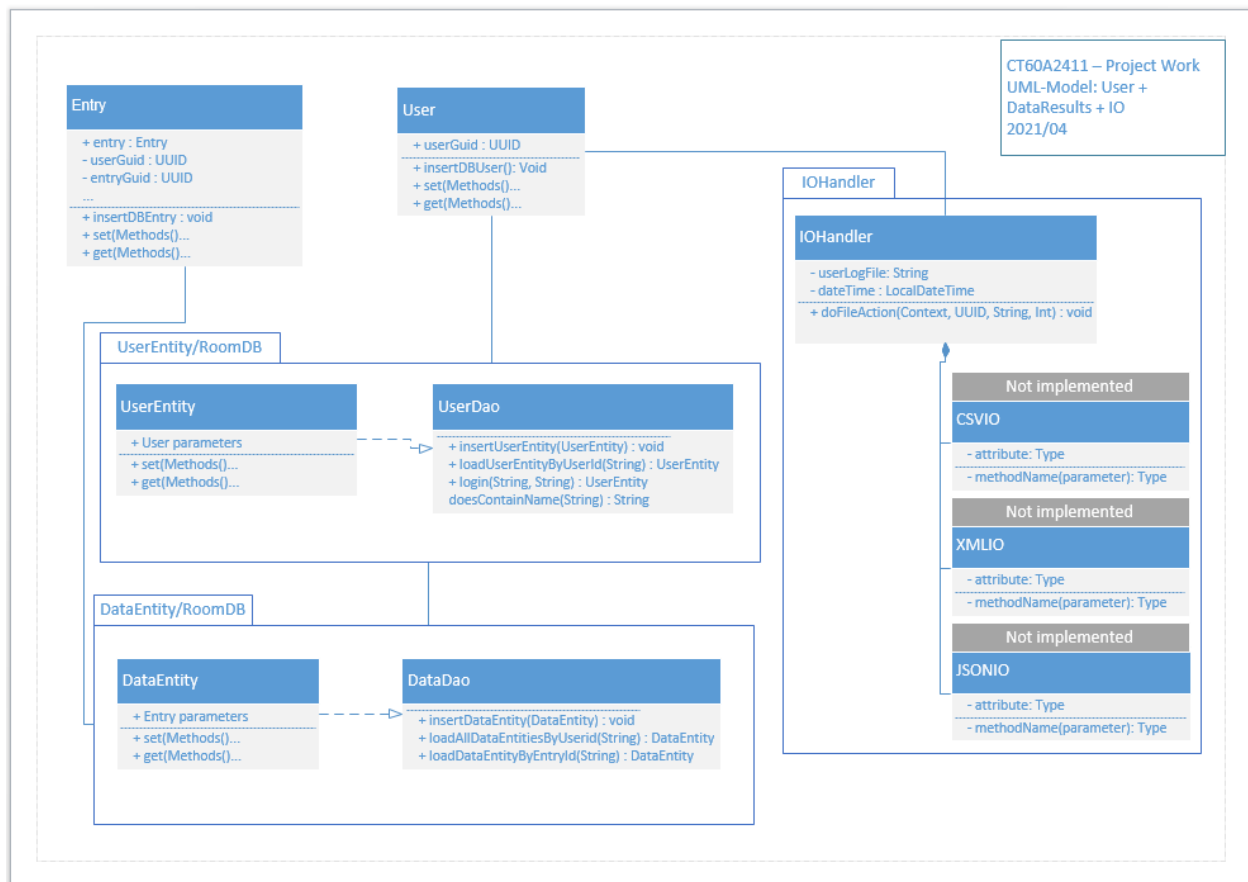 CT60A2411 – Project Work
UML-Model: User +
DataResults + IO
2021/04
Entry
+ entry : Entry
- userGuid : UUID
- entryGuid : UUID
...
+ insertDBEntry : void
+ set(Methods()...
+ get(Methods()...
User
+ userGuid : UUID
+ insertDBUser(): Void
+ set(Methods()...
+ get(Methods()...
IOHandler
IOHandler
- userLogFile: String
- dateTime : LocalDateTime
+ doFileAction(Context, UUID, String, Int) : void
Not implemented
CSVIO
- attribute: Type
- methodName(parameter): Type
Not implemented
XMLIO
- attribute: Type
- methodName(parameter): Type
Not implemented
JSONIO
- attribute: Type
- methodName(parameter): Type
UserEntity/RoomDB
UserEntity
+ User parameters
+ set(Methods()...
+ get(Methods()...
UserDao
+ insertUserEntity(UserEntity) : void
+ loadUserEntityByUserId(String) : UserEntity
+ login(String, String) : UserEntity
doesContainName(String) : String
DataEntity/RoomDB
DataEntity
+ Entry parameters
+ set(Methods()...
+ get(Methods()...
DataDao
+ insertDataEntity(DataEntity) : void
+ loadAllDataEntitiesByUserid(String) : DataEntity
+ loadDataEntityByEntryId(String) : DataEntity